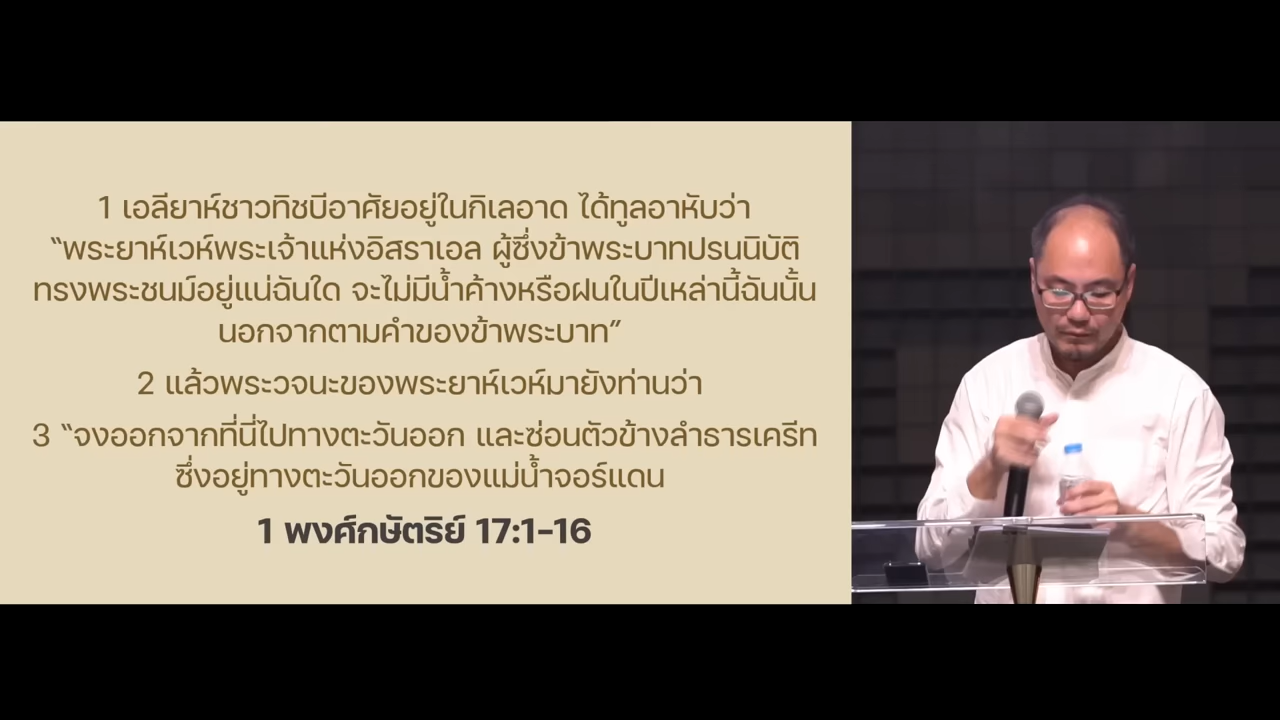 1 เอลียาห์ชาวทิชบีอาศัยอยู่ในกิเลอาด ได้ทูลอาหับว่า
“พระยาห์เวห์พระเจ้าแห่งอิสราเอล ผู้ซึ่งข้าพระบาทปรนนิบัติ
ทรงพระชนม์อยู่แน่ฉันใด จะไม่มีน้ำค้างหรือฝนในปีเหล่านี้ฉันนั้น
นอกจากตามคำของข้าพระบาท”
2 แล้วพระวจนะของพระยาห์เวห์มายังท่านว่า
3 “จงออกจากที่นี่ไปทางตะวันออก และซ่อนตัวข้างลำธารเครีท
ซึ่งอยู่ทางตะวันออกของแม่น้ำจอร์แดน
1 พงศ์กษัตริย์ 17:1-16